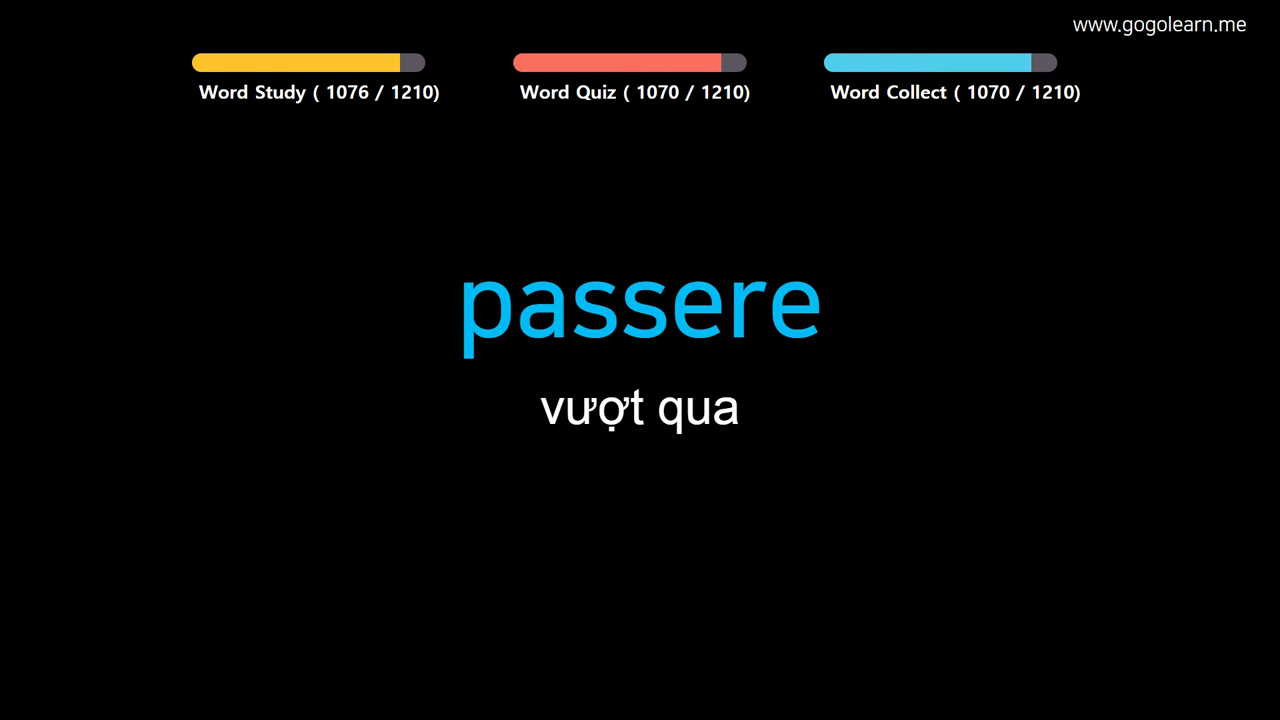 www.gogolearn.me
Word Study ( 1076 / 1210)
Word Quiz ( 1070 / 1210)
Word Collect ( 1070 / 1210)
passere
vượt qua